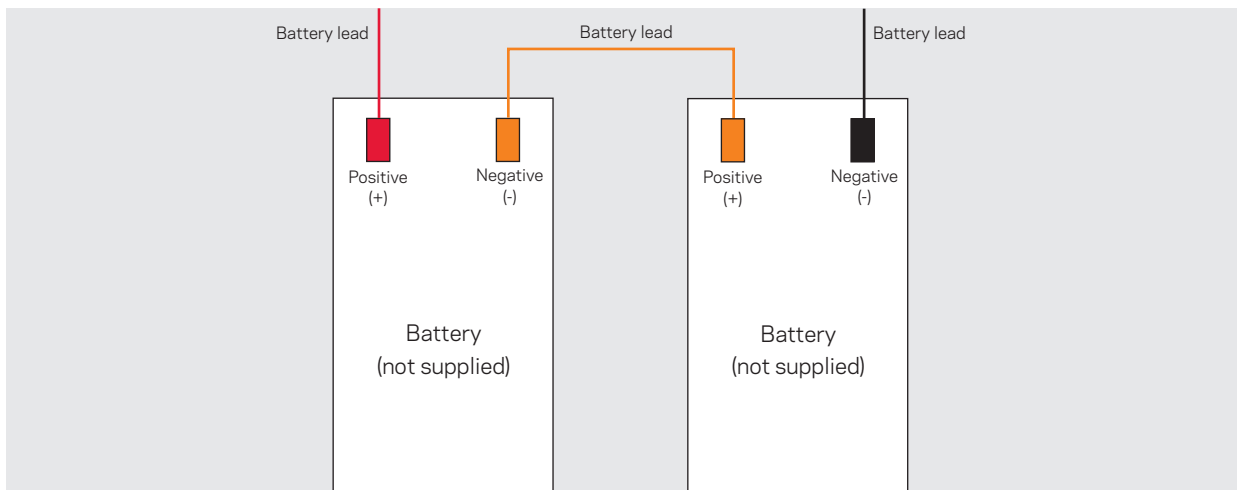 Battery lead
Battery lead
Battery lead
Positive
(+)
Negative
(-)
Positive
(+)
Negative
(-)
Battery
(not supplied)
Battery
(not supplied)